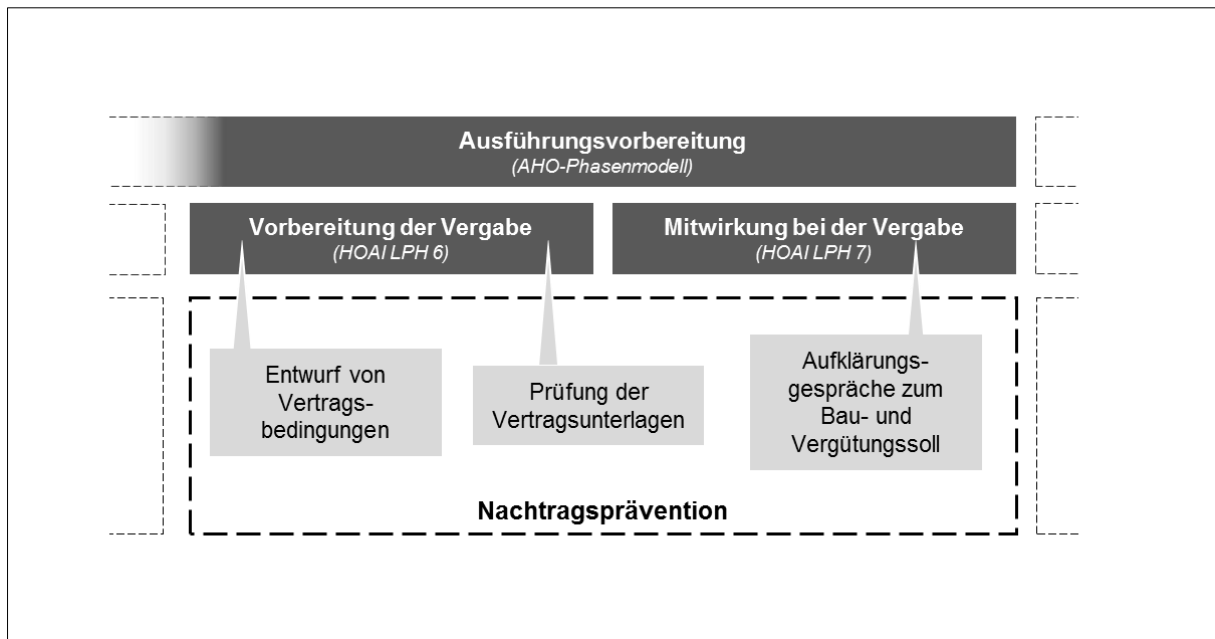 Ausführungsvorbereitung
(AHO-Phasenmodell)
Vorbereitung der Vergabe
(HOAI LPH 6)
Mitwirkung bei der Vergabe
(HOAI LPH 7)
Entwurf von
Vertrags-
bedingungen
Prüfung der
Vertragsunterlagen
Aufklärungs-
gespräche zum
Bau- und
Vergütungssoll
Nachtragsprävention